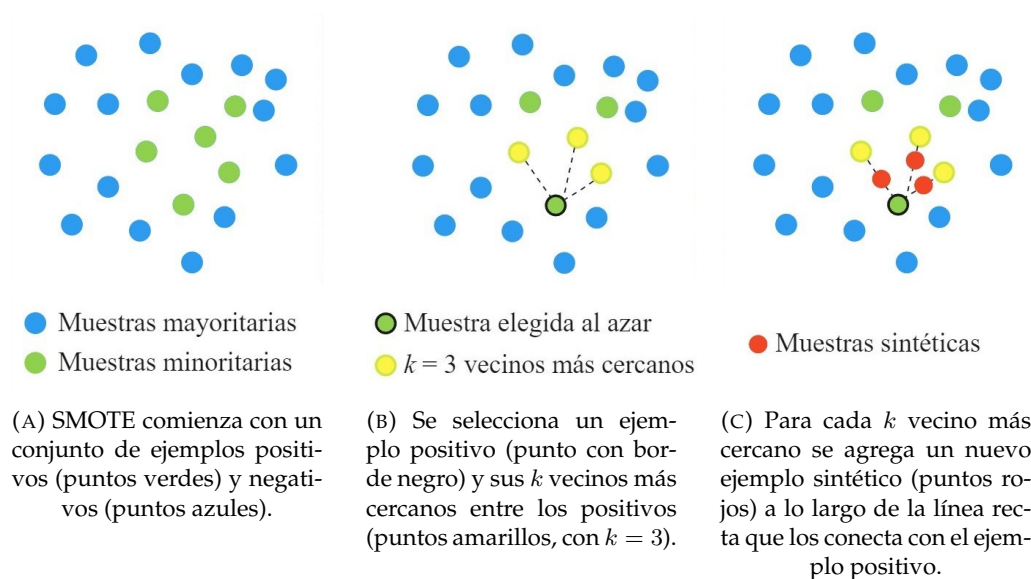 Muestras mayoritarias
Muestras minoritarias
Muestra elegida al azar
k = 3 vecinos más cercanos
Muestras sintéticas
(A) SMOTE comienza con un
conjunto de ejemplos positi-
vos (puntos verdes) y negati-
vos (puntos azules).
(B) Se selecciona un ejem-
plo positivo (punto con bor-
de negro) y sus k vecinos más
cercanos entre los positivos
(puntos amarillos, con k = 3).
(C) Para cada k vecino más
cercano se agrega un nuevo
ejemplo sintético (puntos ro-
jos) a lo largo de la línea rec-
ta que los conecta con el ejem-
plo positivo.